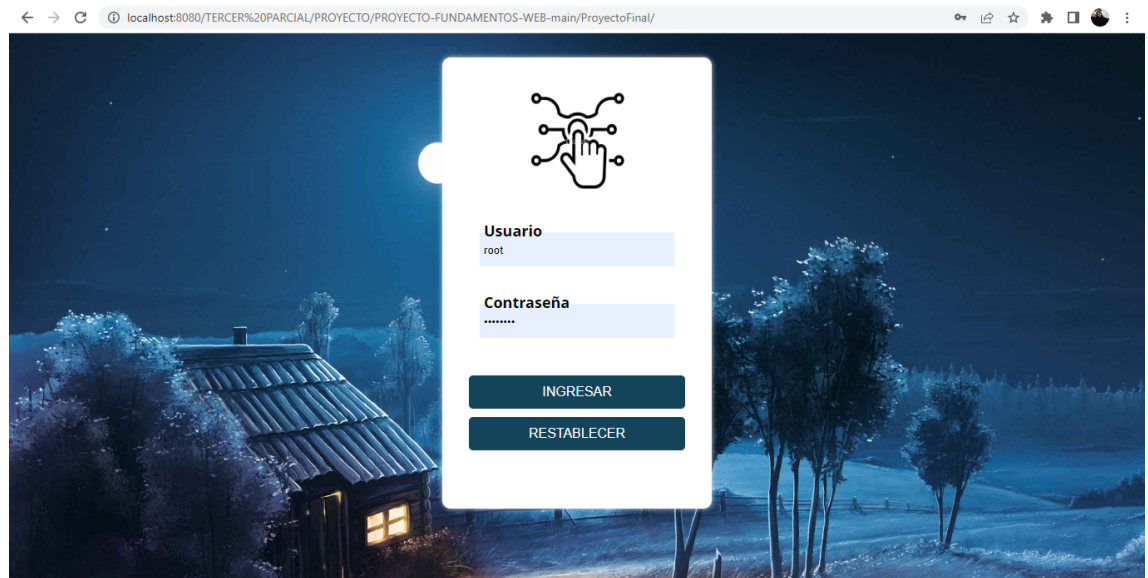 localhost:8080/TERCER%20PARCIAL/PROYECTO/PROYECTO-FUNDAMENTOS-WEB-main/ProyectoFinal/
Usuario
root
Contraseña
••••••••
INGRESAR
RESTABLECER